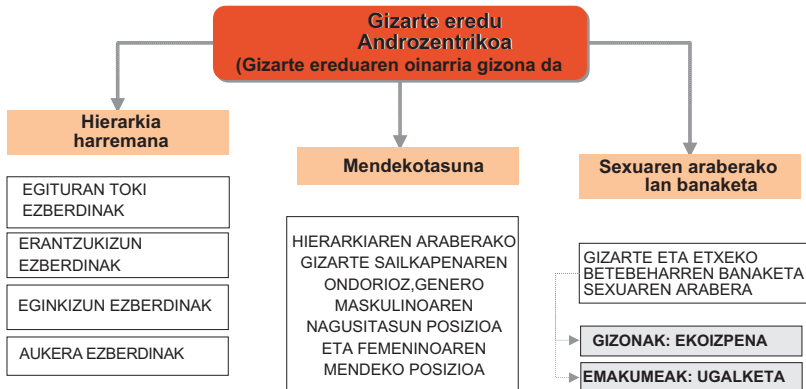 Gizarte eredu
Androzentrikoa
(Gizarte ereduaren oinarria gizona da
Hierarkia
harremana
EGITURAN TOKI
EZBERDINAK
ERANTZUKIZUN
EZBERDINAK
EGINKIZUN EZBERDINAK
AUKERA EZBERDINAK
Mendekotasuna
HIERARKIAREN ARABERAKO
GIZARTE SAILKAPENAREN
ONDORIOZ,GENERO
MASKULINOAREN
NAGUSITASUN POSIZIOA
ETA FEMENINOAREN
MENDEKO POSIZIOA
Sexuaren araberako
lan banaketa
GIZARTE ETA ETXEKO
BETEBEHARREN BANAKETA
SEXUAREN ARABERA
GIZONAK: EKOIZPENA
EMAKUMEAK: UGALKETA